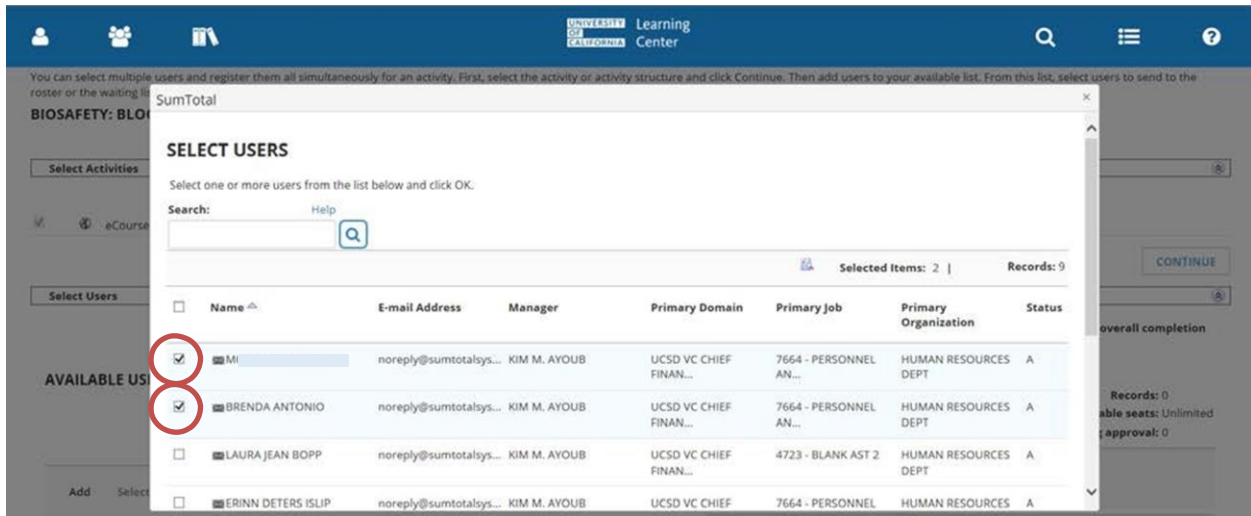 UNIVERSITY OF CALIFORNIA Learning Center
You can select multiple users and register them all simultaneously for an activity. First, select the activity or activity structure and click Continue. Then add users to your available list. From this list, select users to send to the
roster or the waiting lis
BIOSAFETY: BLOO
SumTotal
×
SELECT USERS
Select Activities
Select one or more users from the list below and click OK.
Search: Help
eCourse
Selected Items: 2 | Records: 9
CONTINUE
Select Users
Name E-mail Address Manager Primary Domain Primary Job Primary Organization Status
overall completion
M
noreply@sumtotalsys... KIM M. AYOUB UCSD VC CHIEF FINAN... 7664 - PERSONNEL AN... HUMAN RESOURCES DEPT A
AVAILABLE US
Records: 0
BRENDA ANTONIO noreply@sumtotalsys... KIM M. AYOUB UCSD VC CHIEF FINAN... 7664 - PERSONNEL AN... HUMAN RESOURCES DEPT A
able seats: Unlimited
approval: 0
LAURA JEAN BOPP noreply@sumtotalsys... KIM M. AYOUB UCSD VC CHIEF FINAN... 4723 - BLANK AST 2 HUMAN RESOURCES DEPT A
Add Select
ERINN DETERS ISLIP noreply@sumtotalsys... KIM M. AYOUB UCSD VC CHIEF 7664 - PERSONNEL HUMAN RESOURCES A